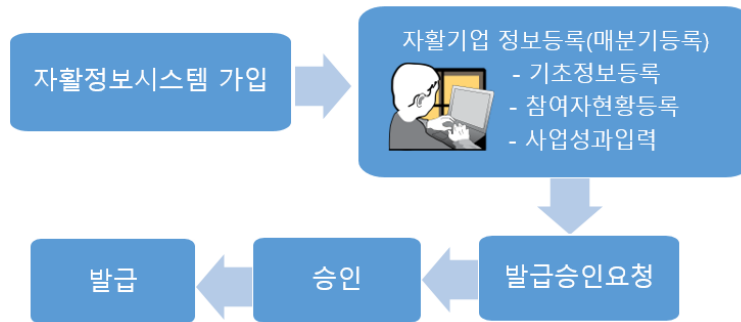 자활정보시스템 가입
자활기업 정보등록(매분기등록)
- 기초정보등록
- 참여자현황등록
- 사업성과입력
발급승인요청
승인
발급